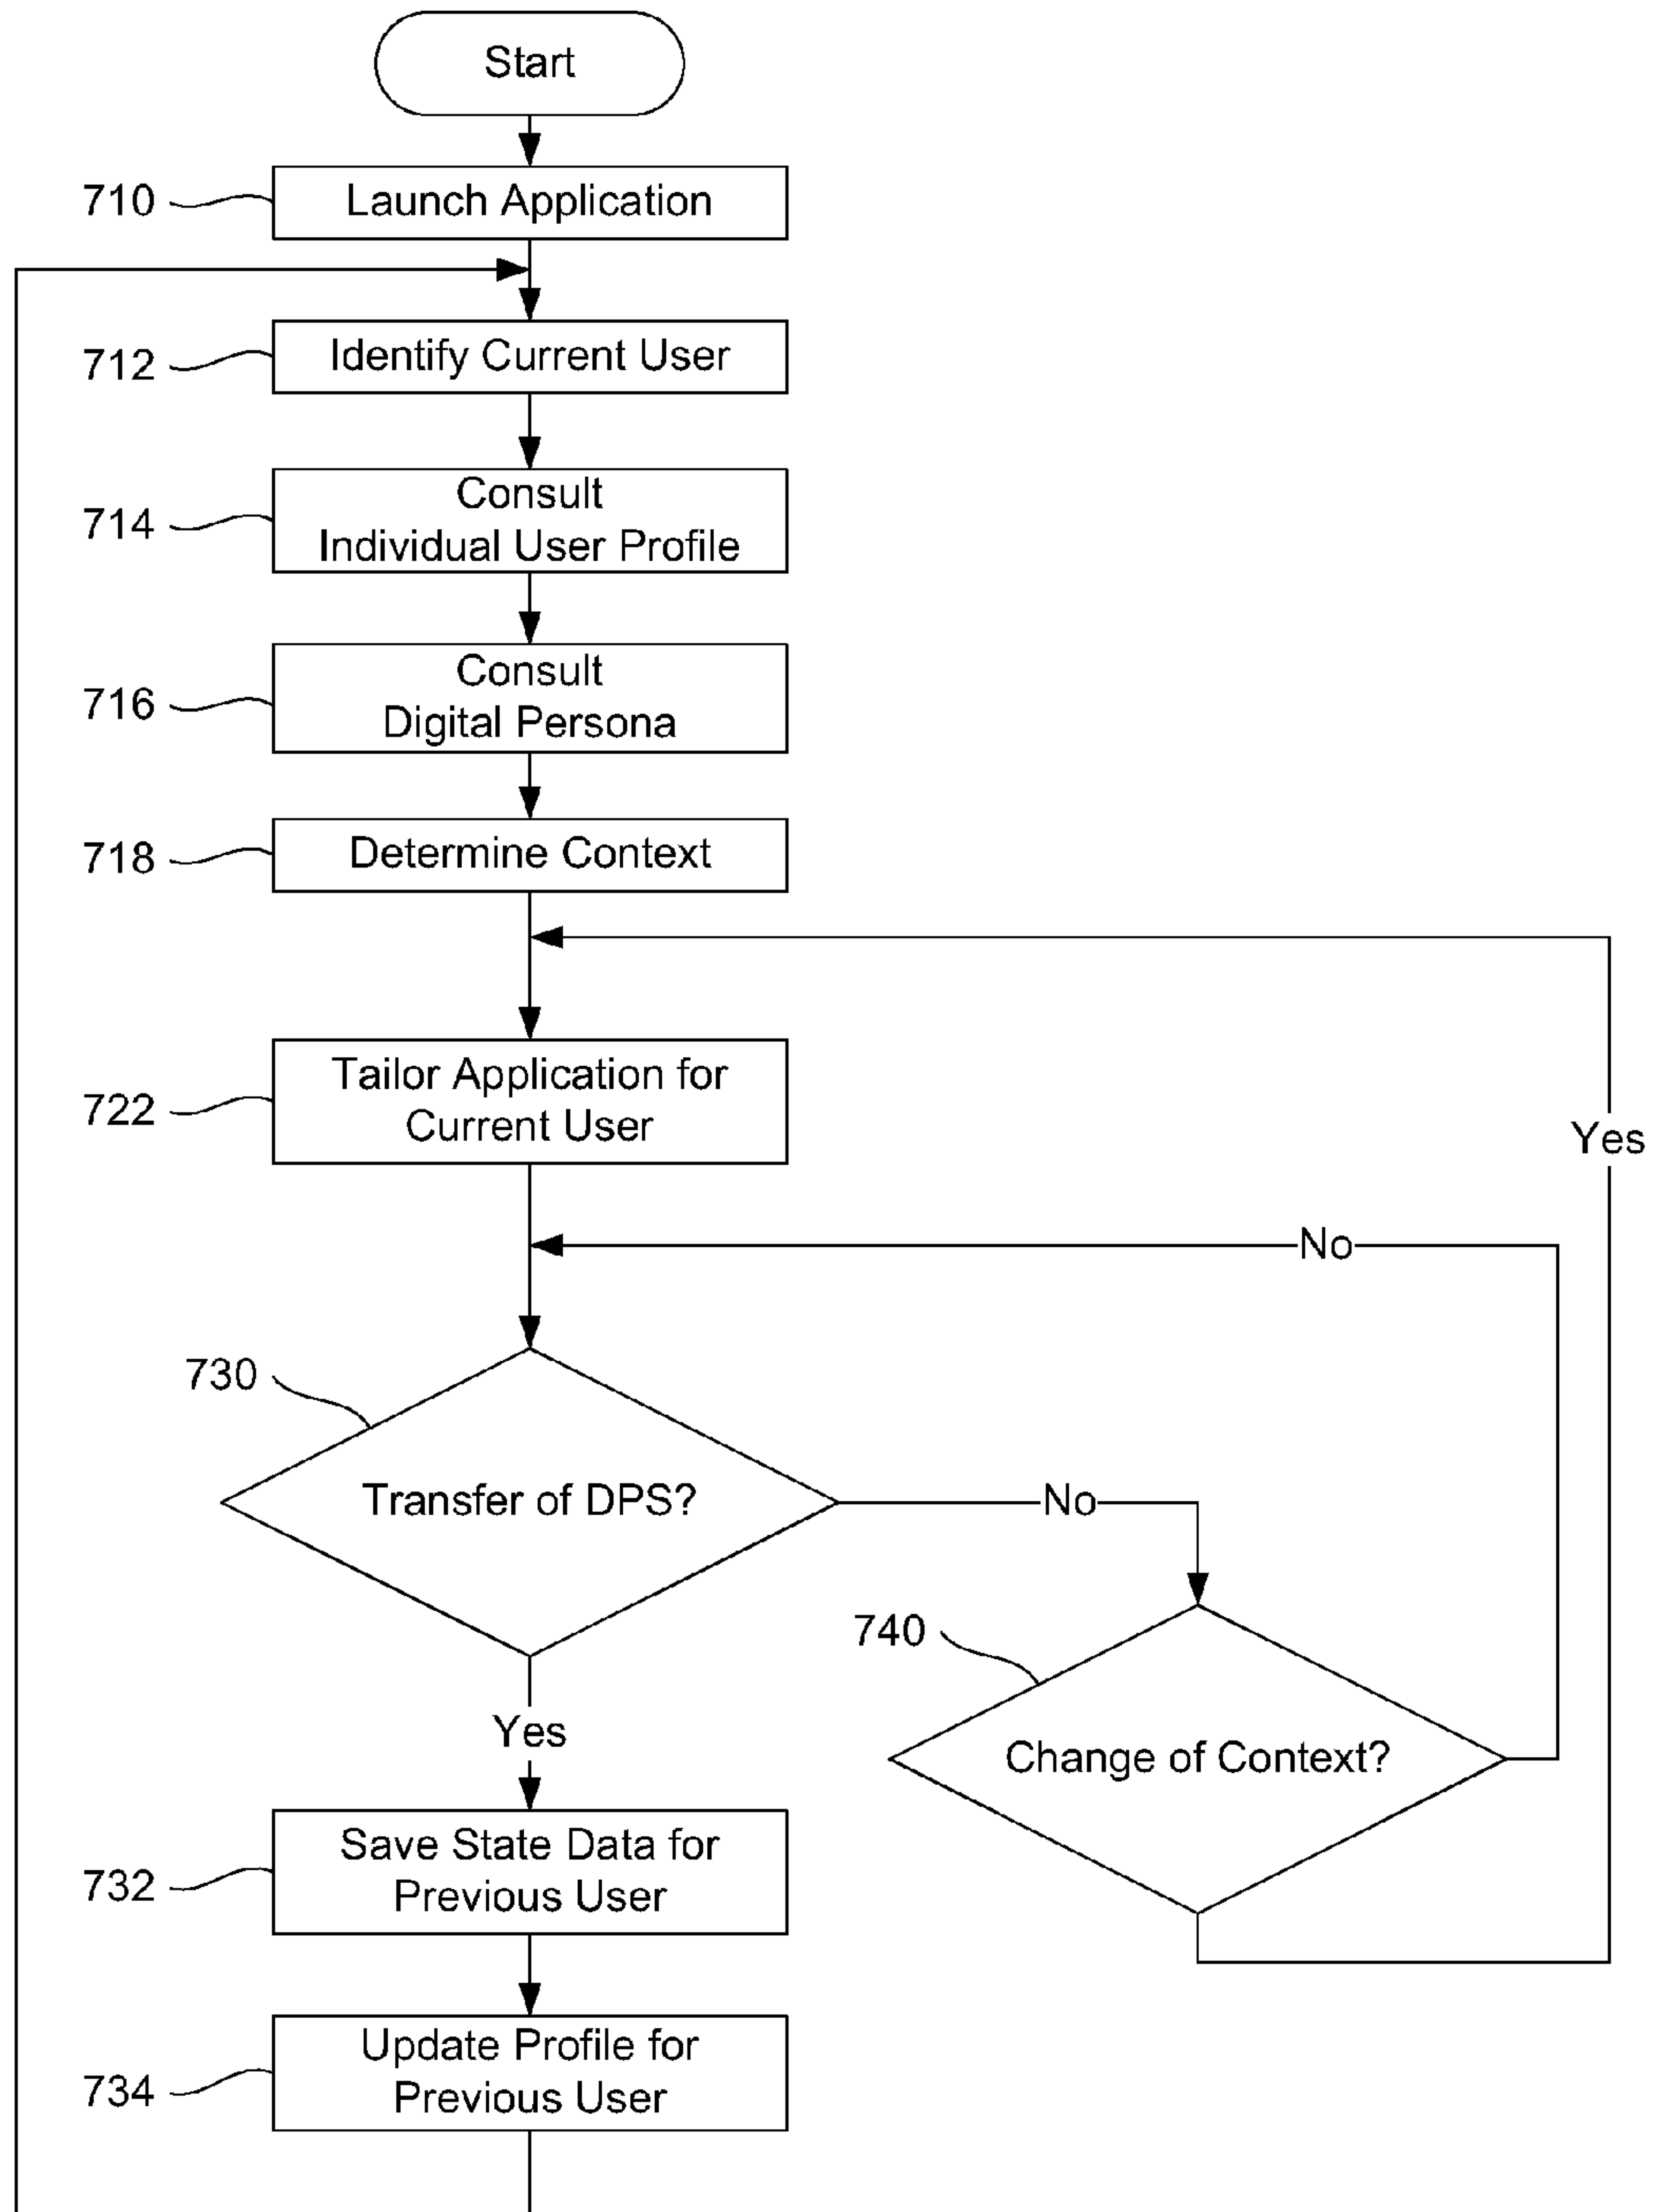 Start
710
Launch Application
712
Identify Current User
714
Consult
Individual User Profile
716
Consult
Digital Persona
718
Determine Context
722
Tailor Application for
Current User
Yes
No
730
Transfer of DPS?
No
740
Change of Context?
Yes
732
Save State Data for
Previous User
734
Update Profile for
Previous User